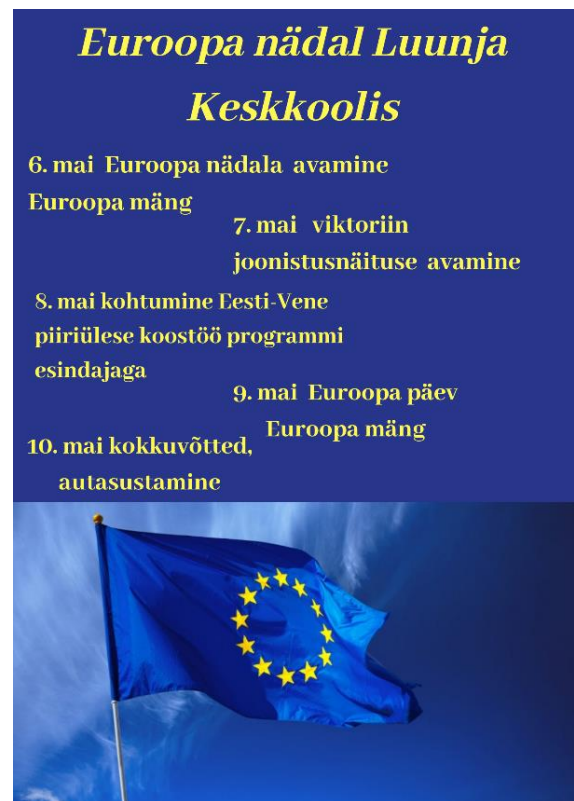 Euroopa nädal Luunja
Keskkoolis
6. mai Euroopa nädala avamine
Euroopa mäng
7. mai viktoriin
joonistusnäituse avamine
8. mai kohtumine Eesti-Vene
piiriülese koostöö programmi
esindajaga
9. mai Euroopa päev
Euroopa mäng
10. mai kokkuvõtted,
autasustamine